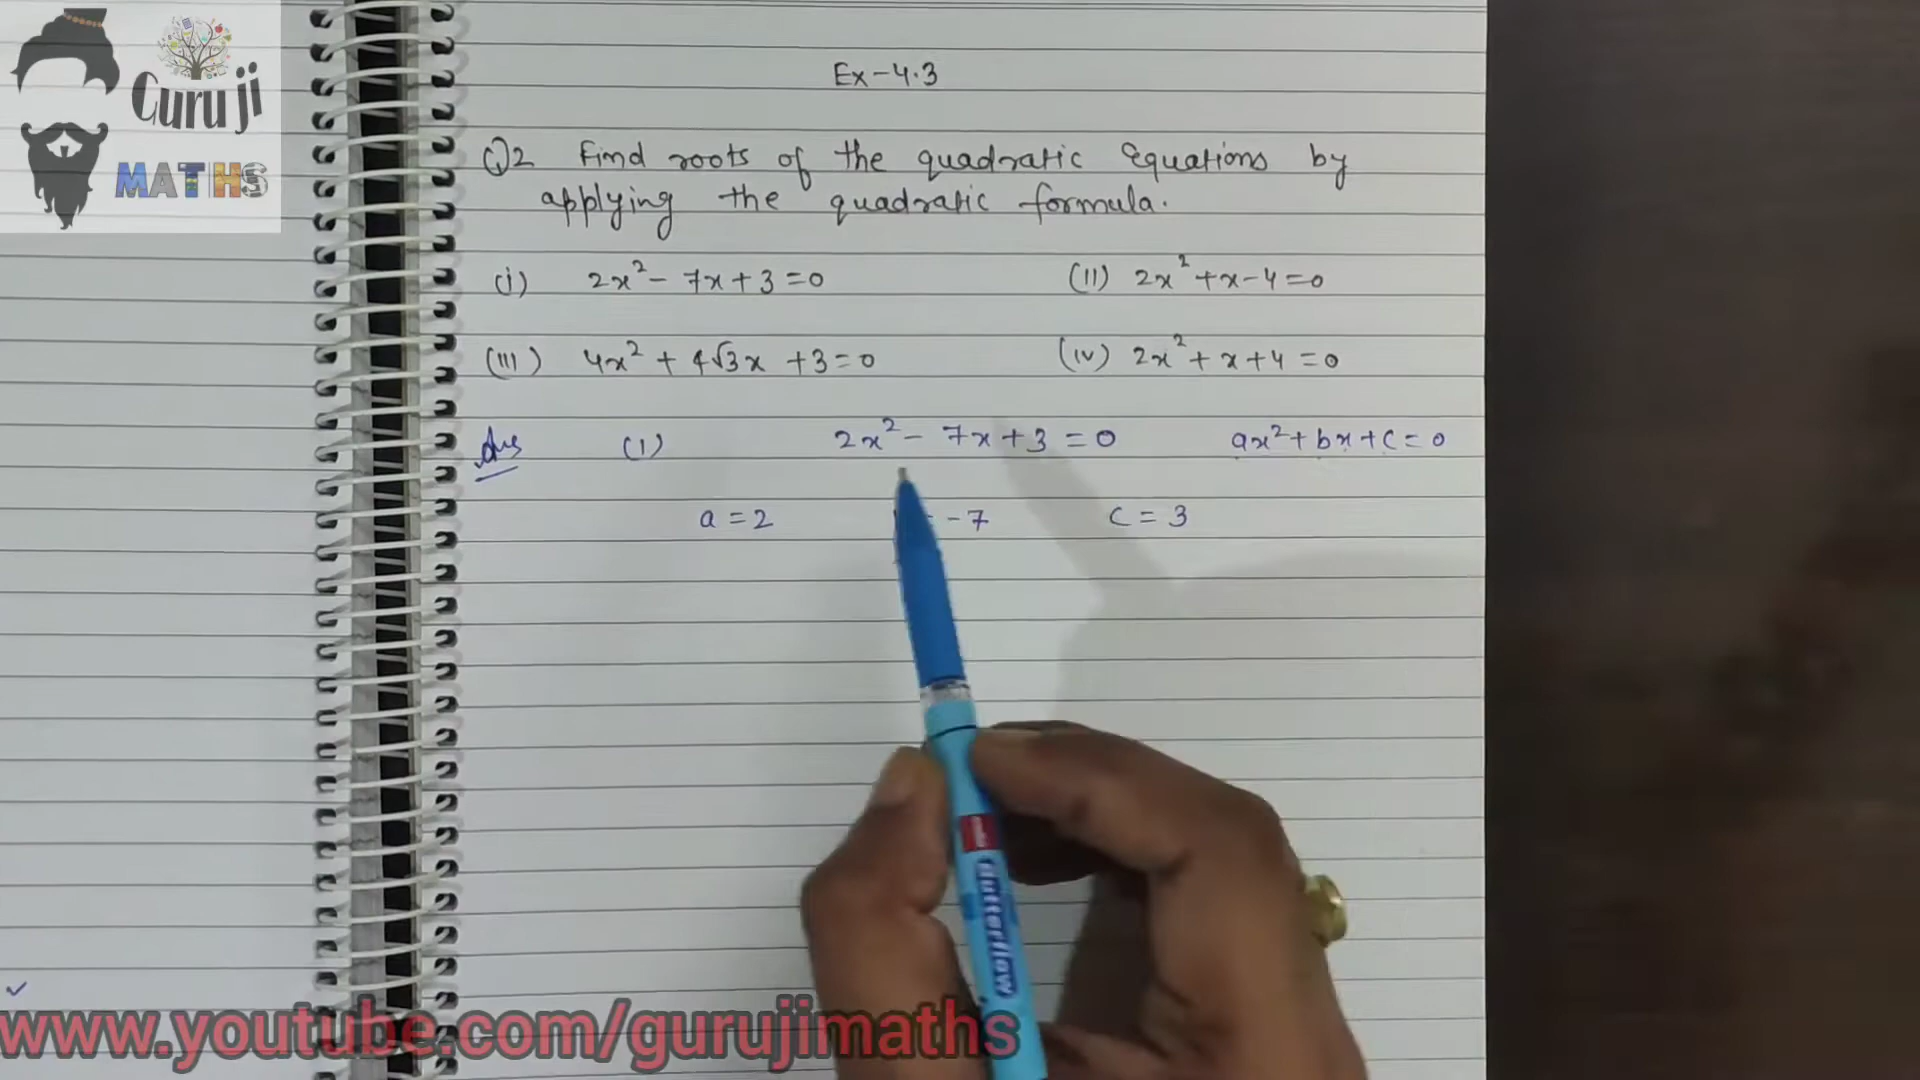 Guru ji
MATHS
Ex-4.3
Q2 Find roots of the quadratic Equations by
applying the quadratic formula.
(i) 2x² - 7x + 3 = 0 (II) 2x² + x - 4 = 0
(III) 4x² + 4√3x + 3 = 0 (IV) 2x² + x + 4 = 0
Ans (1) 2x² - 7x + 3 = 0 ax² + bx + c = 0
a = 2 - 7 c = 3
Butterflow
www.youtube.com/gurujimaths